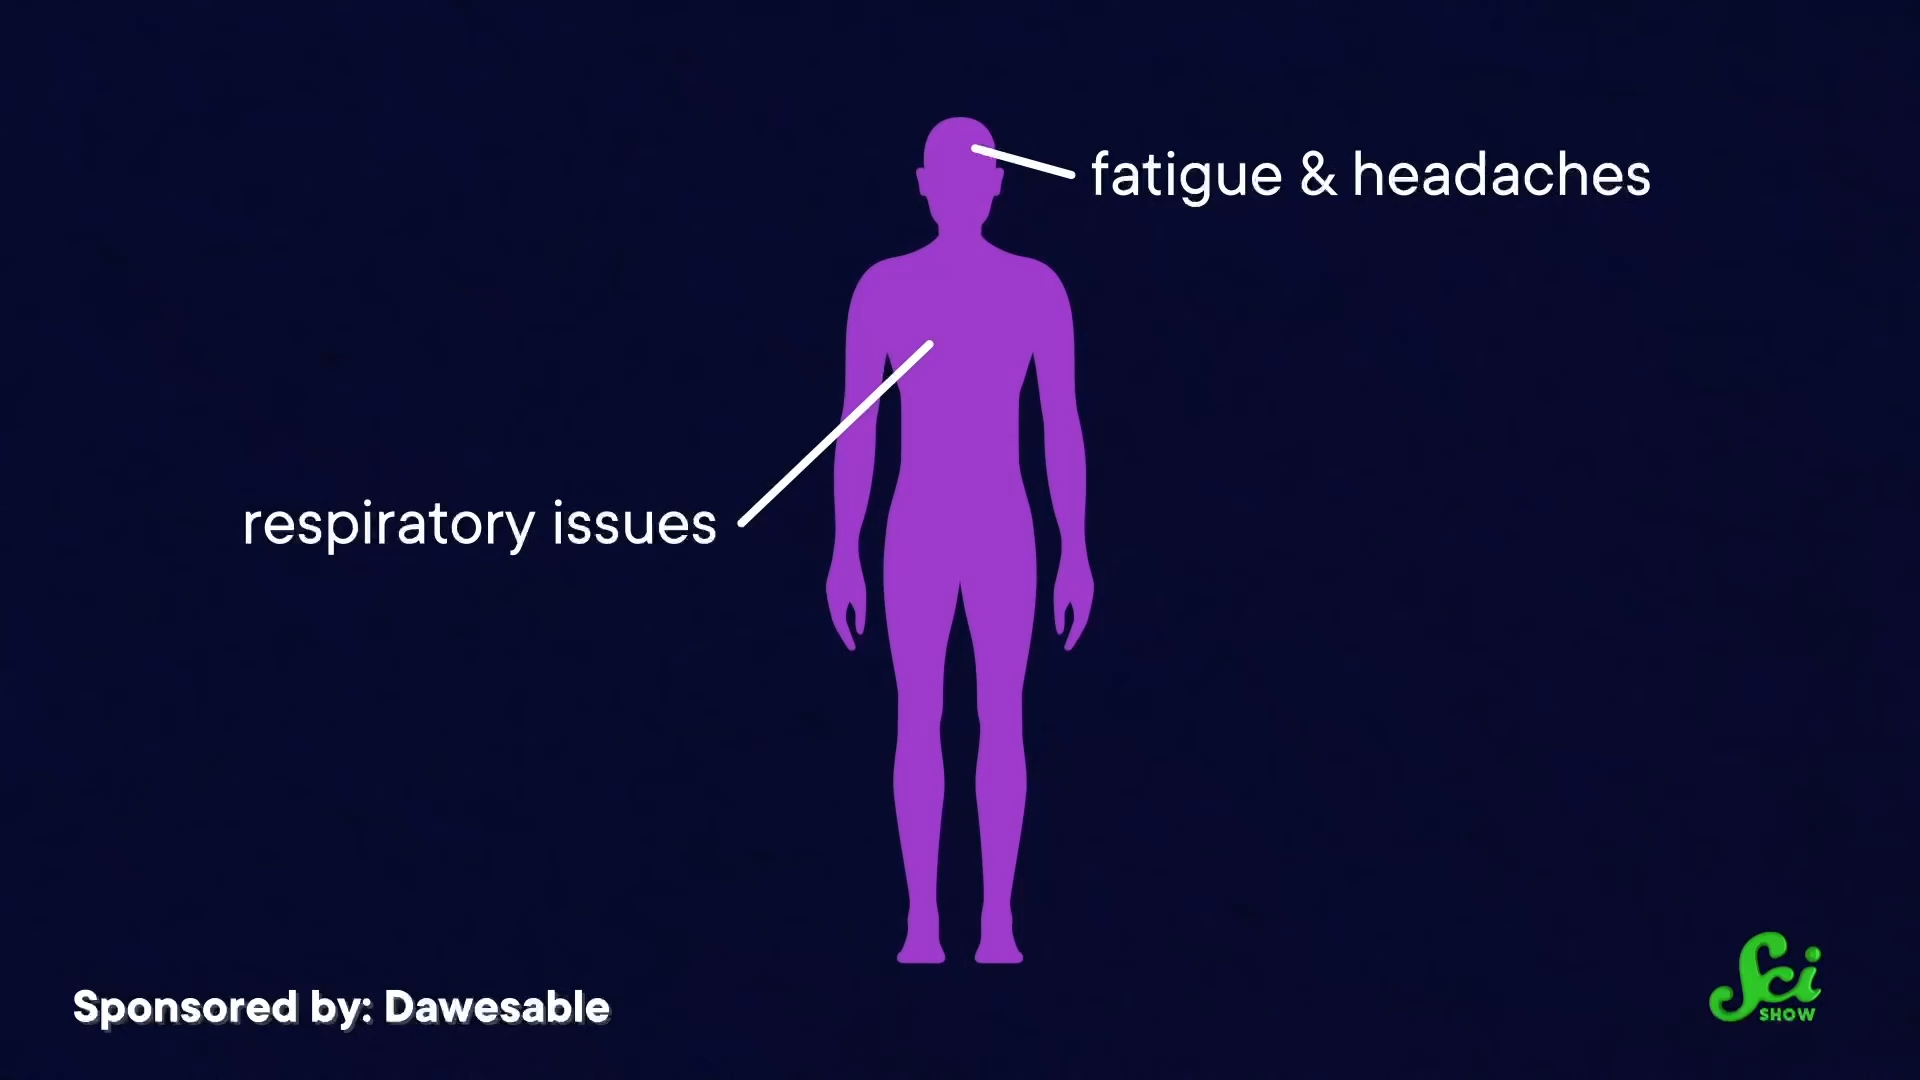 fatigue & headaches
respiratory issues
Sponsored by: Dawesable
Sci
SHOW